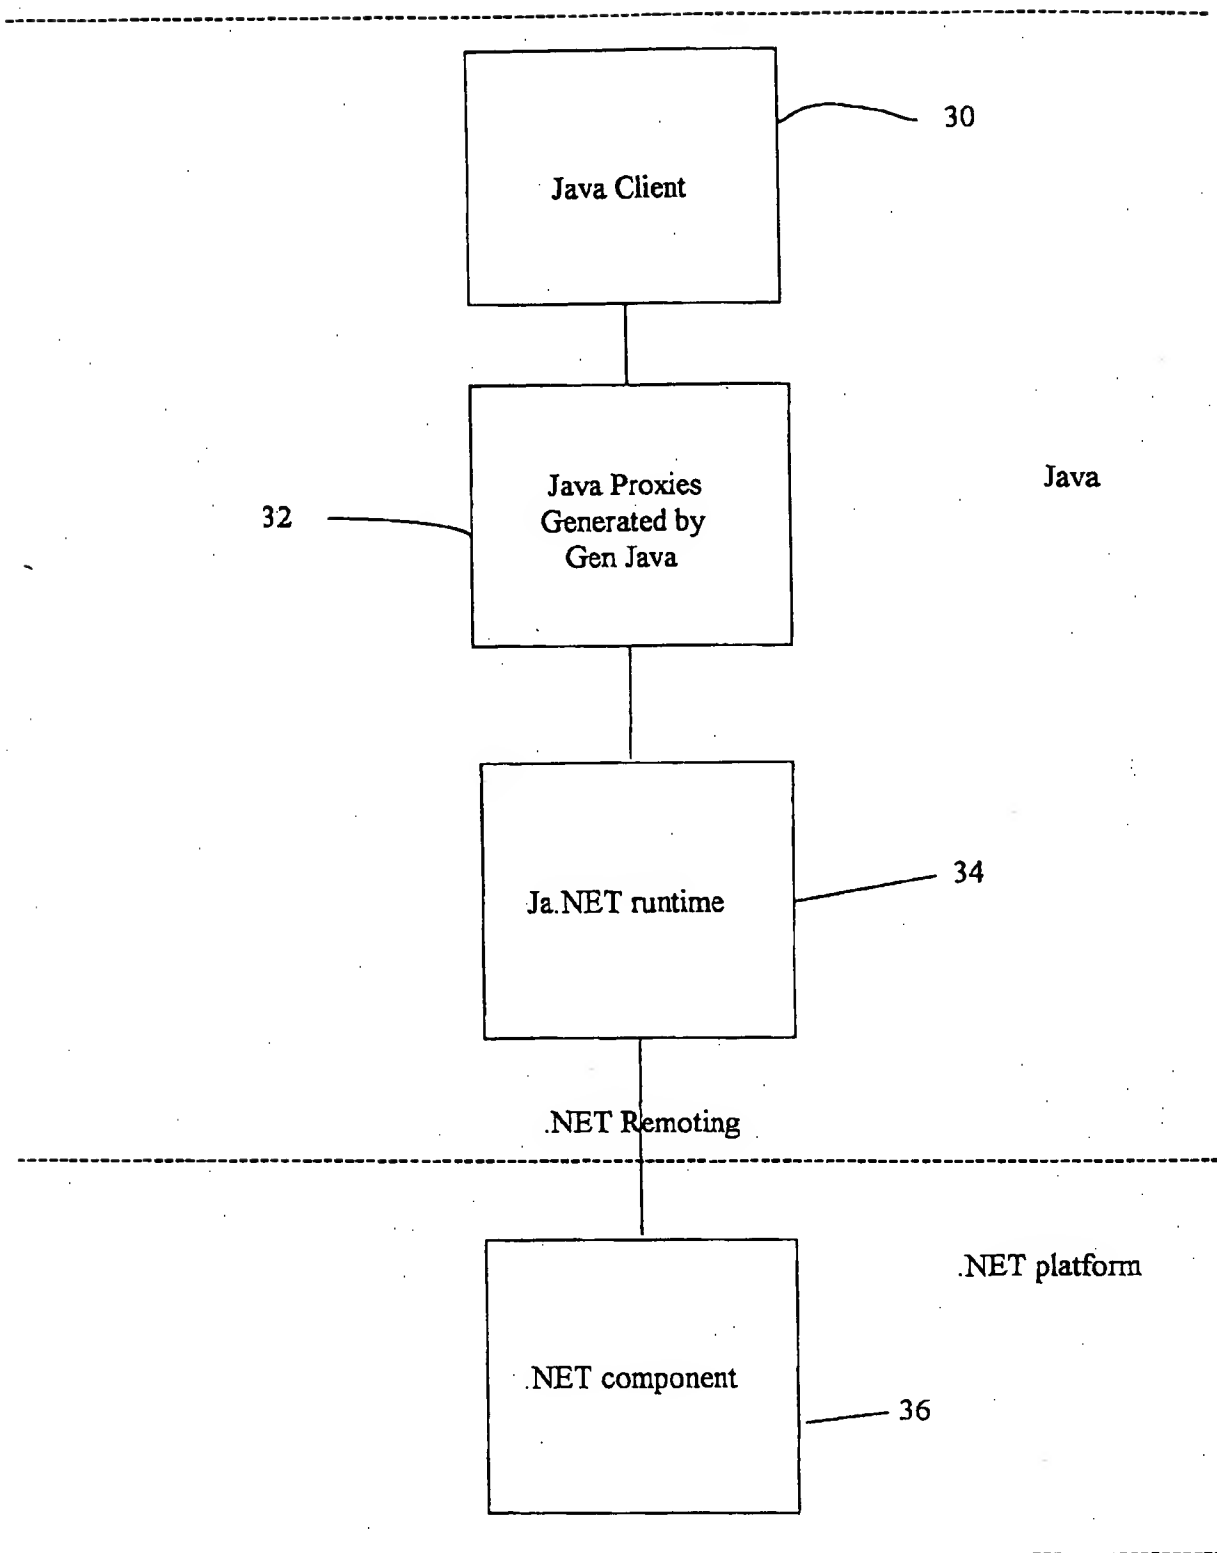 30
Java Client
Java
Java Proxies
Generated by
Gen Java
32
34
Ja.NET runtime
.NET Remoting
.NET platform
.NET component
36